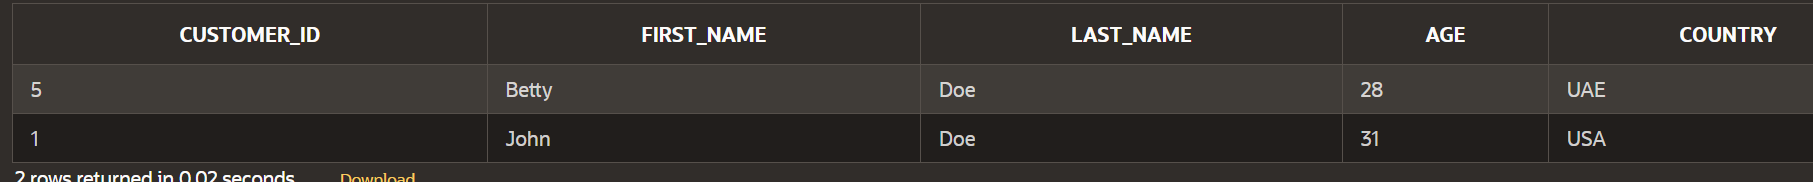 CUSTOMER_ID FIRST_NAME LAST_NAME AGE COUNTRY
5 Betty Doe 28 UAE
1 John Doe 31 USA
2 rows returned in 0.02 seconds Download